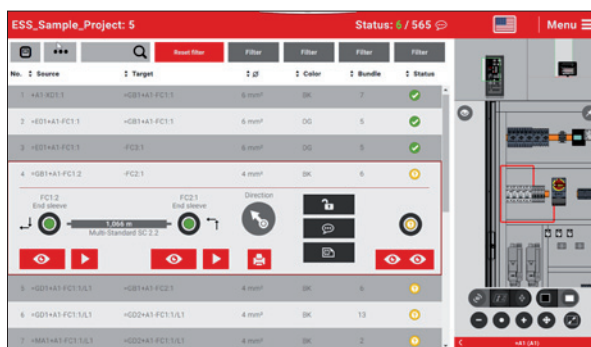 ESS_Sample_Project: 5 Status: 6 / 565 Menu
Reset filter Filter Filter Filter Filter
No. Source Target Ø Color Bundle Status
1 +A1-XD1:1 =GB1+A1-FC1:1 6 mm² BK 7
2 =E01+A1-FC1:1 =GB1+A1-FC1:1 6 mm² OG 5
3 =E01+A1-FC1:1 -FC3:1 6 mm² OG 5
4 =GB1+A1-FC1:2 -FC2:1 4 mm² BK 6
FC1:2 FC2:1 Direction
End sleeve End sleeve
1,066 m
Multi-Standard SC 2.2
5 =GB1+A1-FC1:1/L1 =GB1+A1-FC2:1 4 mm² BK 6
6 =GD1+A1-FC1:1/L1 =GD2+A1-FC1:1/L1 4 mm² BK 13
7 =MA1+A1-FC1:1/L1 =GD2+A1-FC1:1/L1 4 mm² BK 2
+A1 (A1)